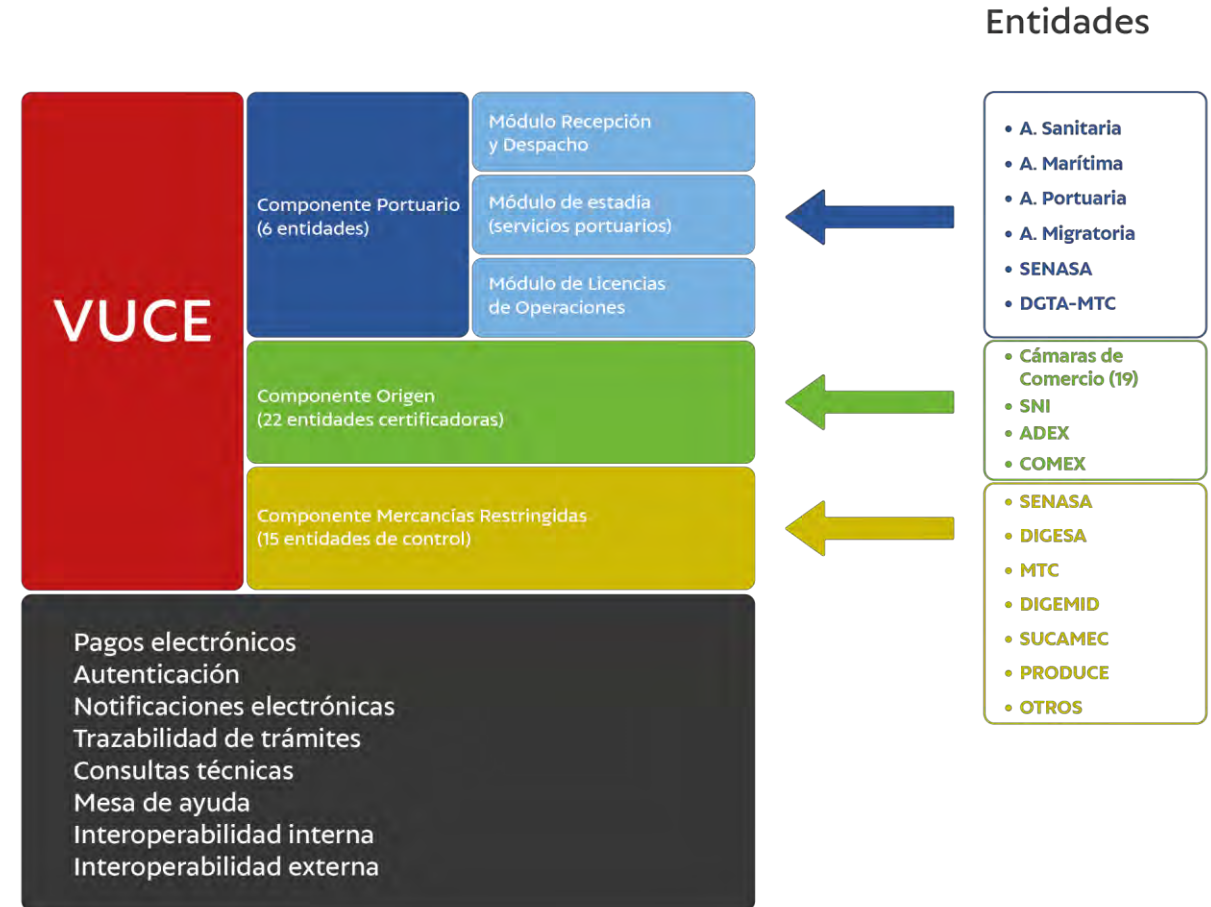 Entidades
VUCE
Componente Portuario
(6 entidades)
Módulo Recepción
y Despacho
Módulo de estadía
(servicios portuarios)
Módulo de Licencias
de Operaciones
Componente Origen
(22 entidades certificadoras)
Componente Mercancías Restringidas
(15 entidades de control)
• A. Sanitaria
• A. Marítima
• A. Portuaria
• A. Migratoria
• SENASA
• DGTA-MTC
• Cámaras de
Comercio (19)
• SNI
• ADEX
• COMEX
• SENASA
• DIGESA
• MTC
• DIGEMID
• SUCAMEC
• PRODUCE
• OTROS
Pagos electrónicos
Autenticación
Notificaciones electrónicas
Trazabilidad de trámites
Consultas técnicas
Mesa de ayuda
Interoperabilidad interna
Interoperabilidad externa